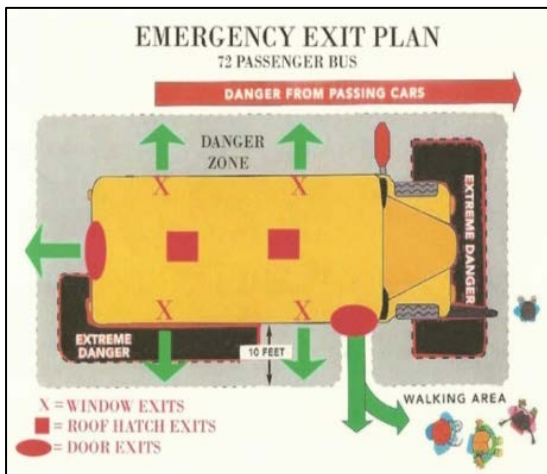 EMERGENCY EXIT PLAN
72 PASSENGER BUS
DANGER FROM PASSING CARS
DANGER
ZONE
X X
EXTREME DANGER
X X
EXTREME
DANGER
10 FEET
WALKING AREA
X = WINDOW EXITS
= ROOF HATCH EXITS
= DOOR EXITS